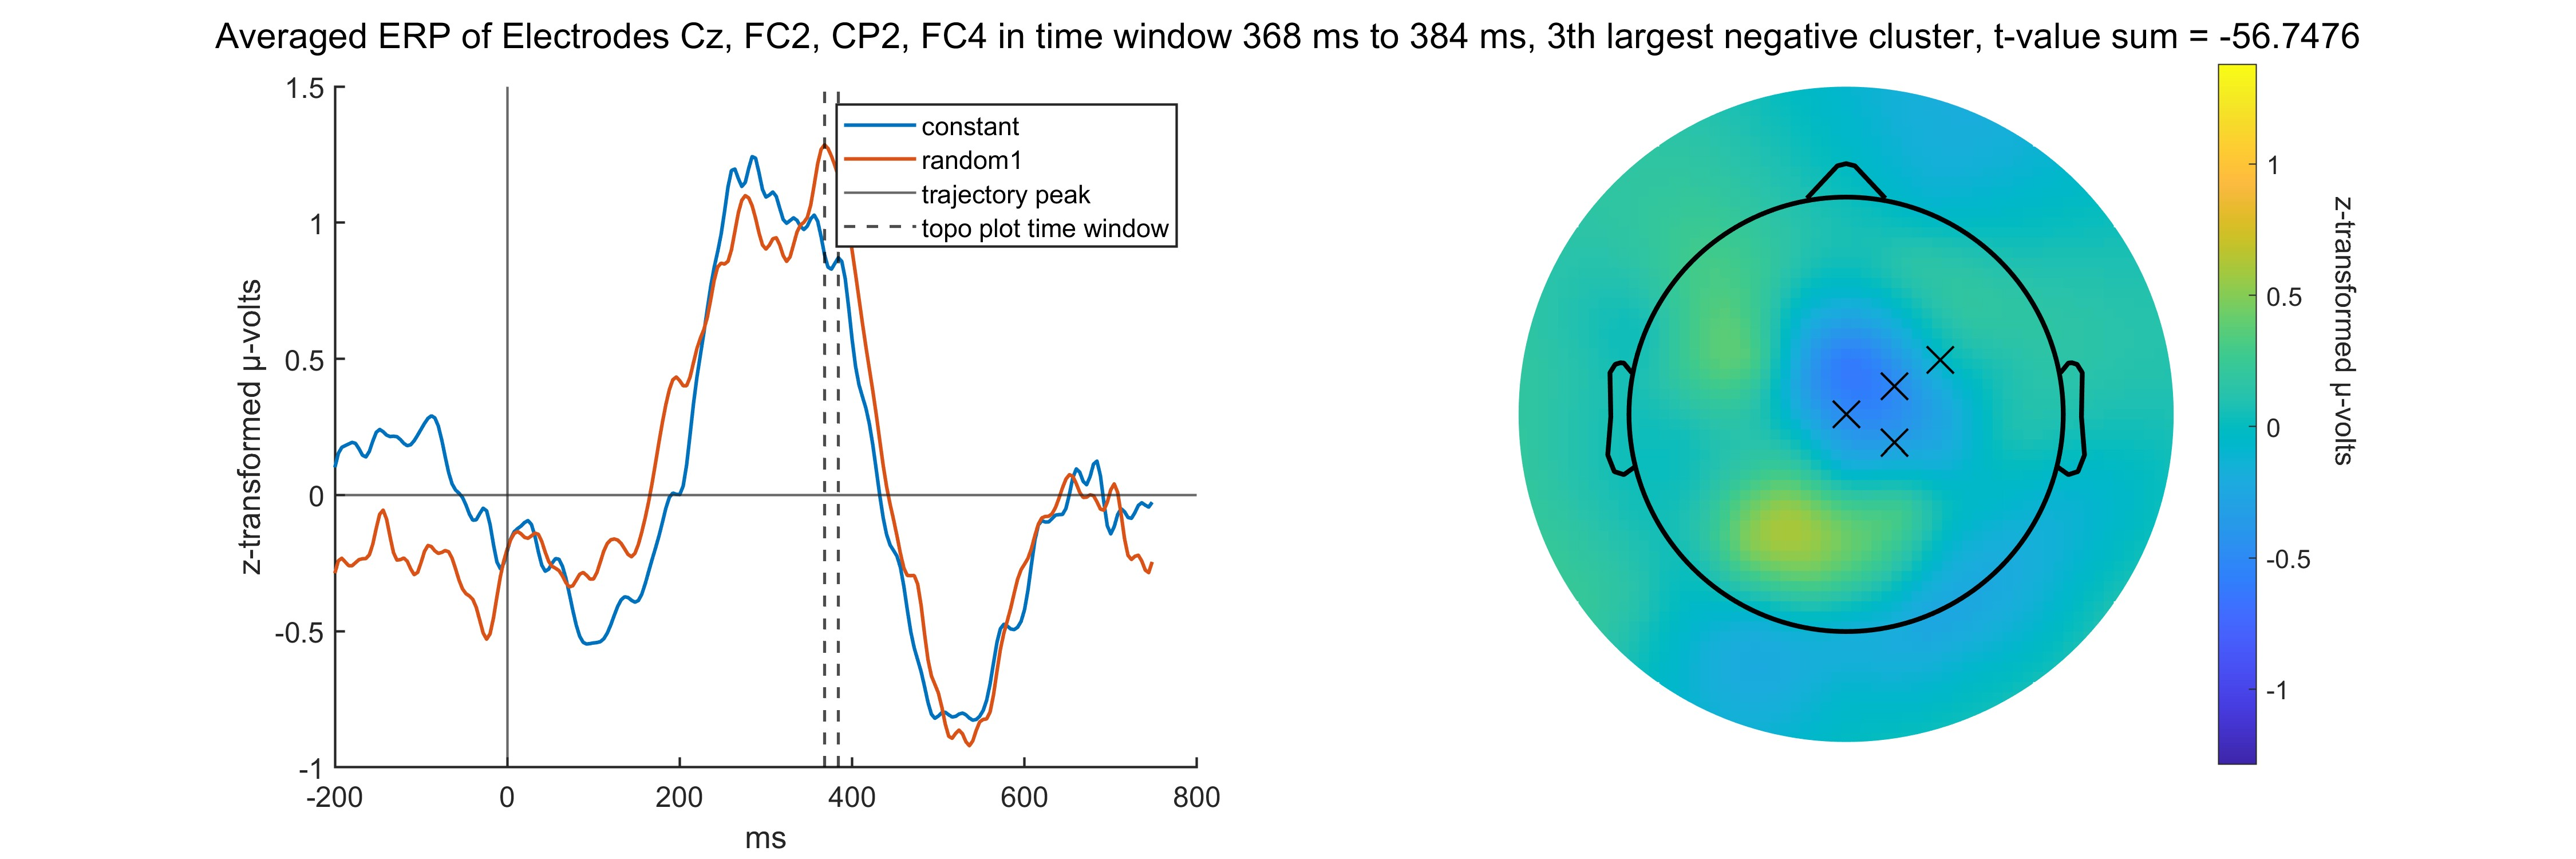 Averaged ERP of Electrodes Cz, FC2, CP2, FC4 in time window 368 ms to 384 ms, 3th largest negative cluster, t-value sum = -56.7476
z-transformed μ-volts
1.5
1
0.5
0
-0.5
-1
-200
0
200
400
600
800
ms
constant
random1
trajectory peak
topo plot time window
1
0.5
0
-0.5
-1
z-transformed μ-volts